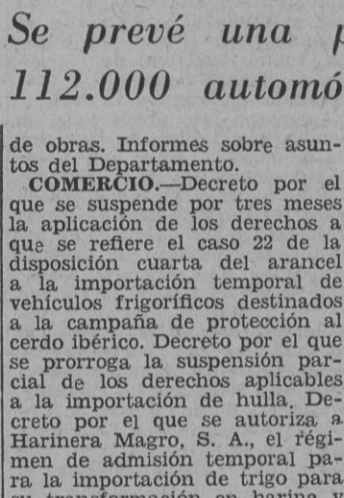 Se prevé una
112.000 automó
de obras. Informes sobre asun-
tos del Departamento.
COMERCIO.—Decreto por el
que se suspende por tres meses
la aplicación de los derechos a
que se refiere el caso 22 de la
disposición cuarta del arancel
a la importación temporal de
vehículos frigoríficos destinados
a la campaña de protección al
cerdo ibérico. Decreto por el que
se prorroga la suspensión par-
cial de los derechos aplicables
a la importación de hulla. De-
creto por el que se autoriza a
Harinera Magro, S. A., el régi-
men de admisión temporal pa-
ra la importación de trigo para
su transformación en harina y